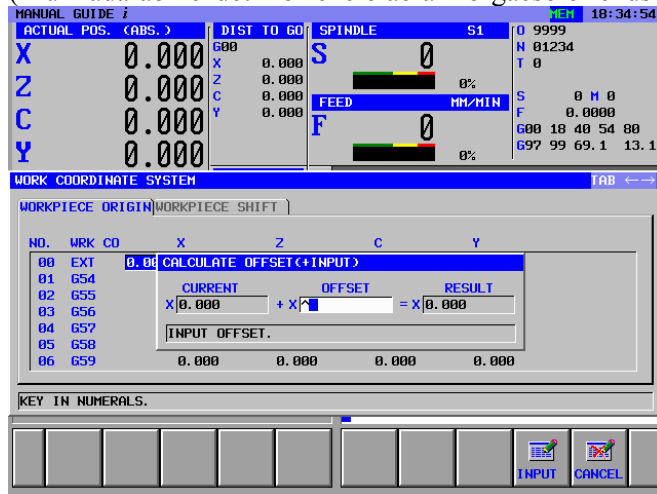 MANUAL GUIDE i MEM 18:34:54
ACTUAL POS. (ABS.) DIST TO GO SPINDLE S1 O 9999
X 0.000 G00 S 0 N 01234
X 0.000 T 0
Z 0.000 Z 0.000 0%
C 0.000 FEED MM/MIN S 0 M 0
C 0.000 Y 0.000 F 0 F 0.0000
G00 18 40 54 80
Y 0.000 0% G97 99 69.1 13.1
WORK COORDINATE SYSTEM TAB ←→
WORKPIECE ORIGIN WORKPIECE SHIFT
NO. WRK CO X Z C Y
00 EXT 0.00 CALCULATE OFFSET(+INPUT)
01 G54
CURRENT OFFSET RESULT
02 G55
X 0.000 + X = X 0.000
03 G56
04 G57 INPUT OFFSET.
05 G58
06 G59 0.000 0.000 0.000 0.000
KEY IN NUMERALS.
INPUT CANCEL